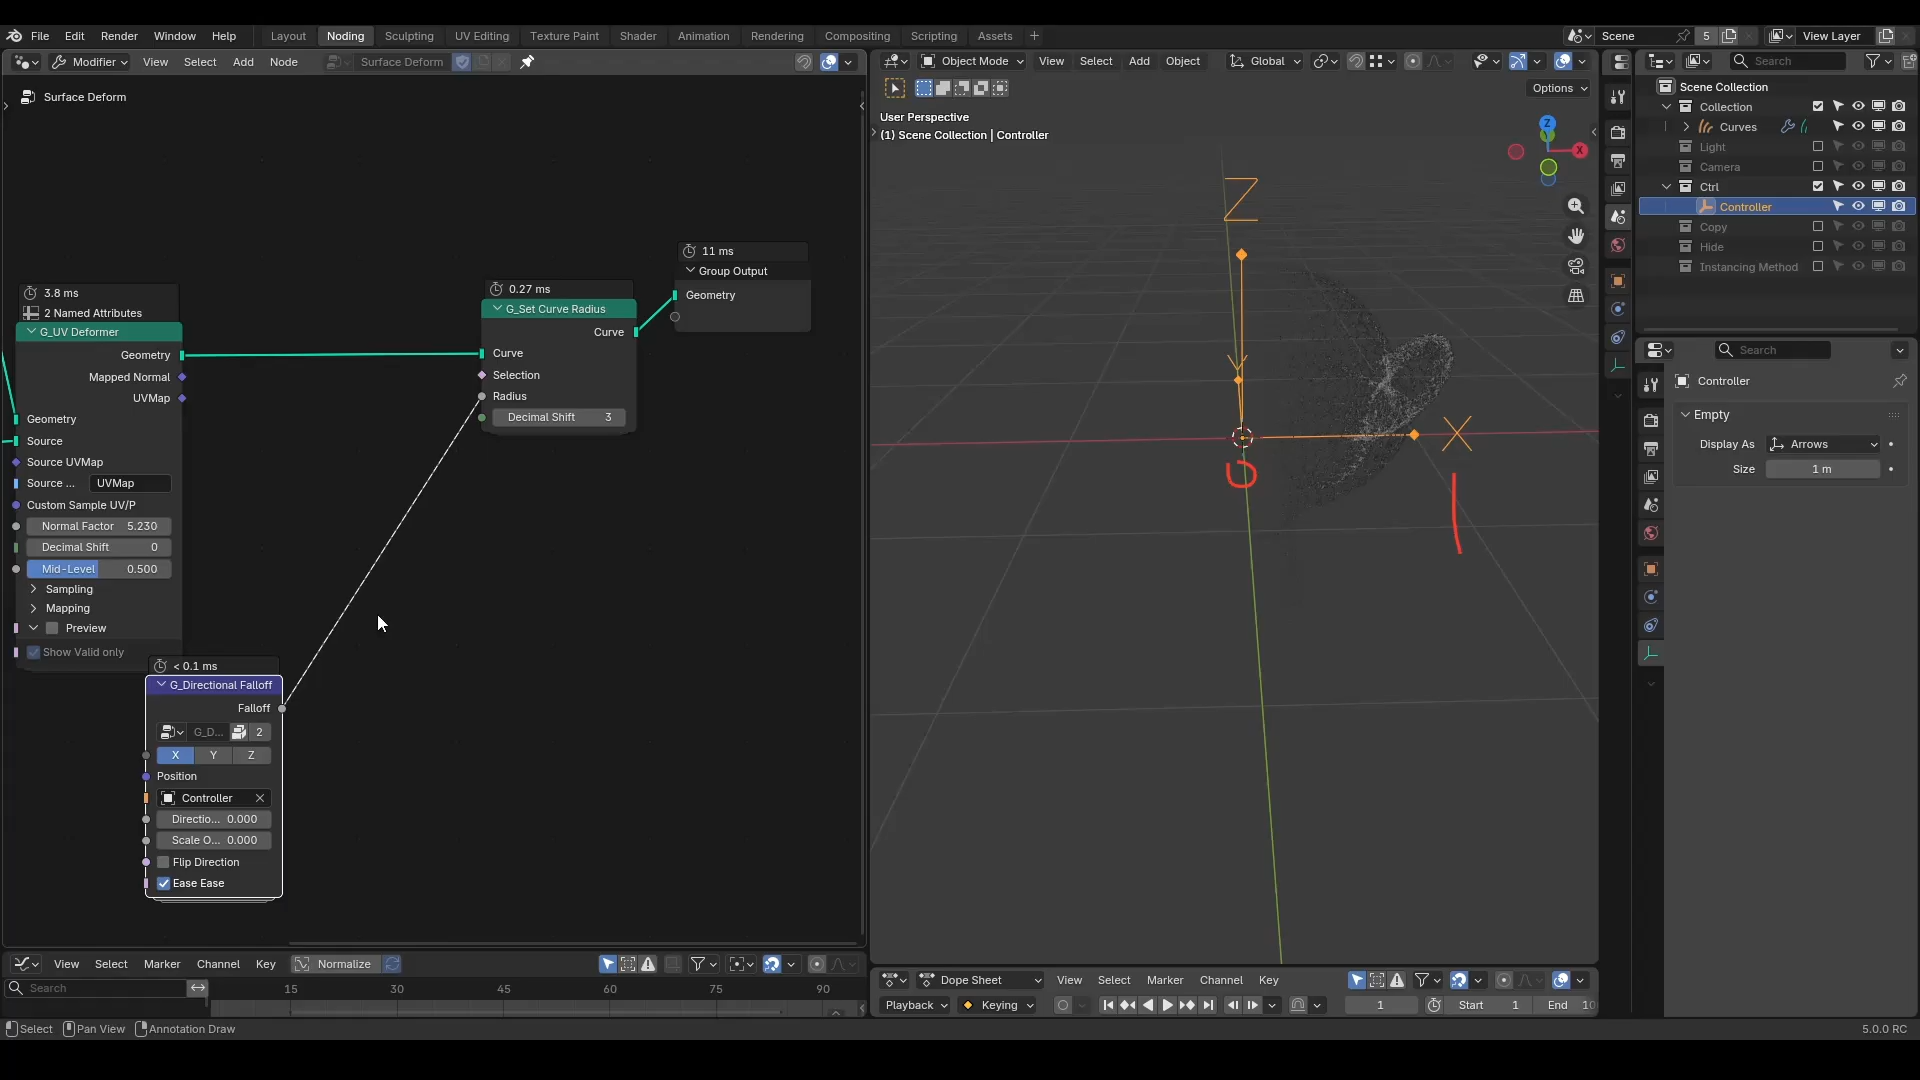 File Edit Render Window Help Layout Noding Sculpting UV Editing Texture Paint Shader Animation Rendering Compositing Scripting Assets + Scene 5 View Layer
Modifier View Select Add Node Surface Deform
Surface Deform
3.8 ms
2 Named Attributes
G_UV Deformer
Geometry
Mapped Normal
UVMap
Geometry
Source
Source UVMap
Source ... UVMap
Custom Sample UV/P
Normal Factor 5.230
Decimal Shift 0
Mid-Level 0.500
Sampling
Mapping
Preview
Show Valid only
0.27 ms
G_Set Curve Radius
Curve
Curve
Selection
Radius
Decimal Shift 3
11 ms
Group Output
Geometry
< 0.1 ms
G_Directional Falloff
Falloff
G_D... 2
X Y Z
Position
Controller
Directio... 0.000
Scale O... 0.000
Flip Direction
Ease Ease
Object Mode View Select Add Object Global
Options
User Perspective
(1) Scene Collection | Controller
Z
X
Z
Y
X
Search
Scene Collection
Collection
Curves
Light
Camera
Ctrl
Controller
Copy
Hide
Instancing Method
Search
Controller
Empty
Display As Arrows
Size 1 m
View Select Marker Channel Key Normalize
Search 15 30 45 60 75 90
Dope Sheet View Select Marker Channel Key
Playback Keying 1 Start 1 End 10
Select Pan View Annotation Draw 5.0.0 RC